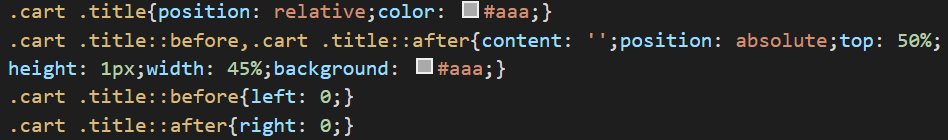 .cart .title{position: relative;color: #aaa;}
.cart .title::before,.cart .title::after{content: '';position: absolute;top: 50%;
height: 1px;width: 45%;background: #aaa;}
.cart .title::before{left: 0;}
.cart .title::after{right: 0;}